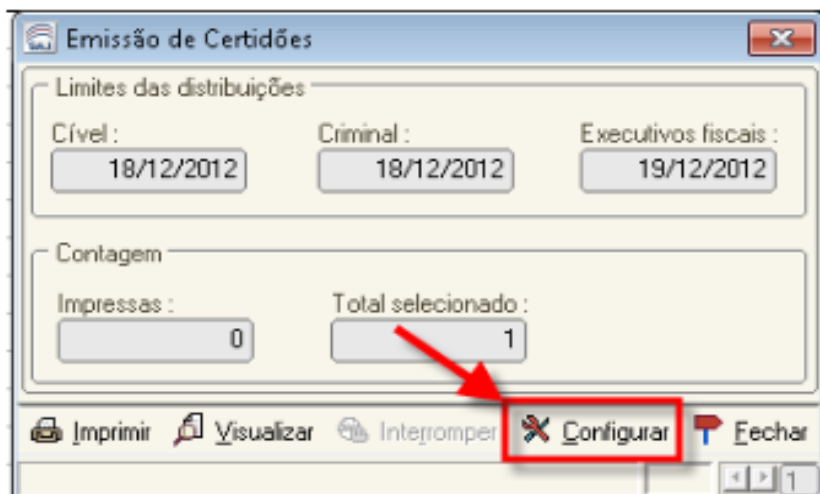 Emissão de Certidões
Limites das distribuições
Cível : Criminal : Executivos fiscais :
18/12/2012 18/12/2012 19/12/2012
Contagem
Impressas : Total selecionado :
0 1
Imprimir Visualizar Interromper Configurar Fechar
1